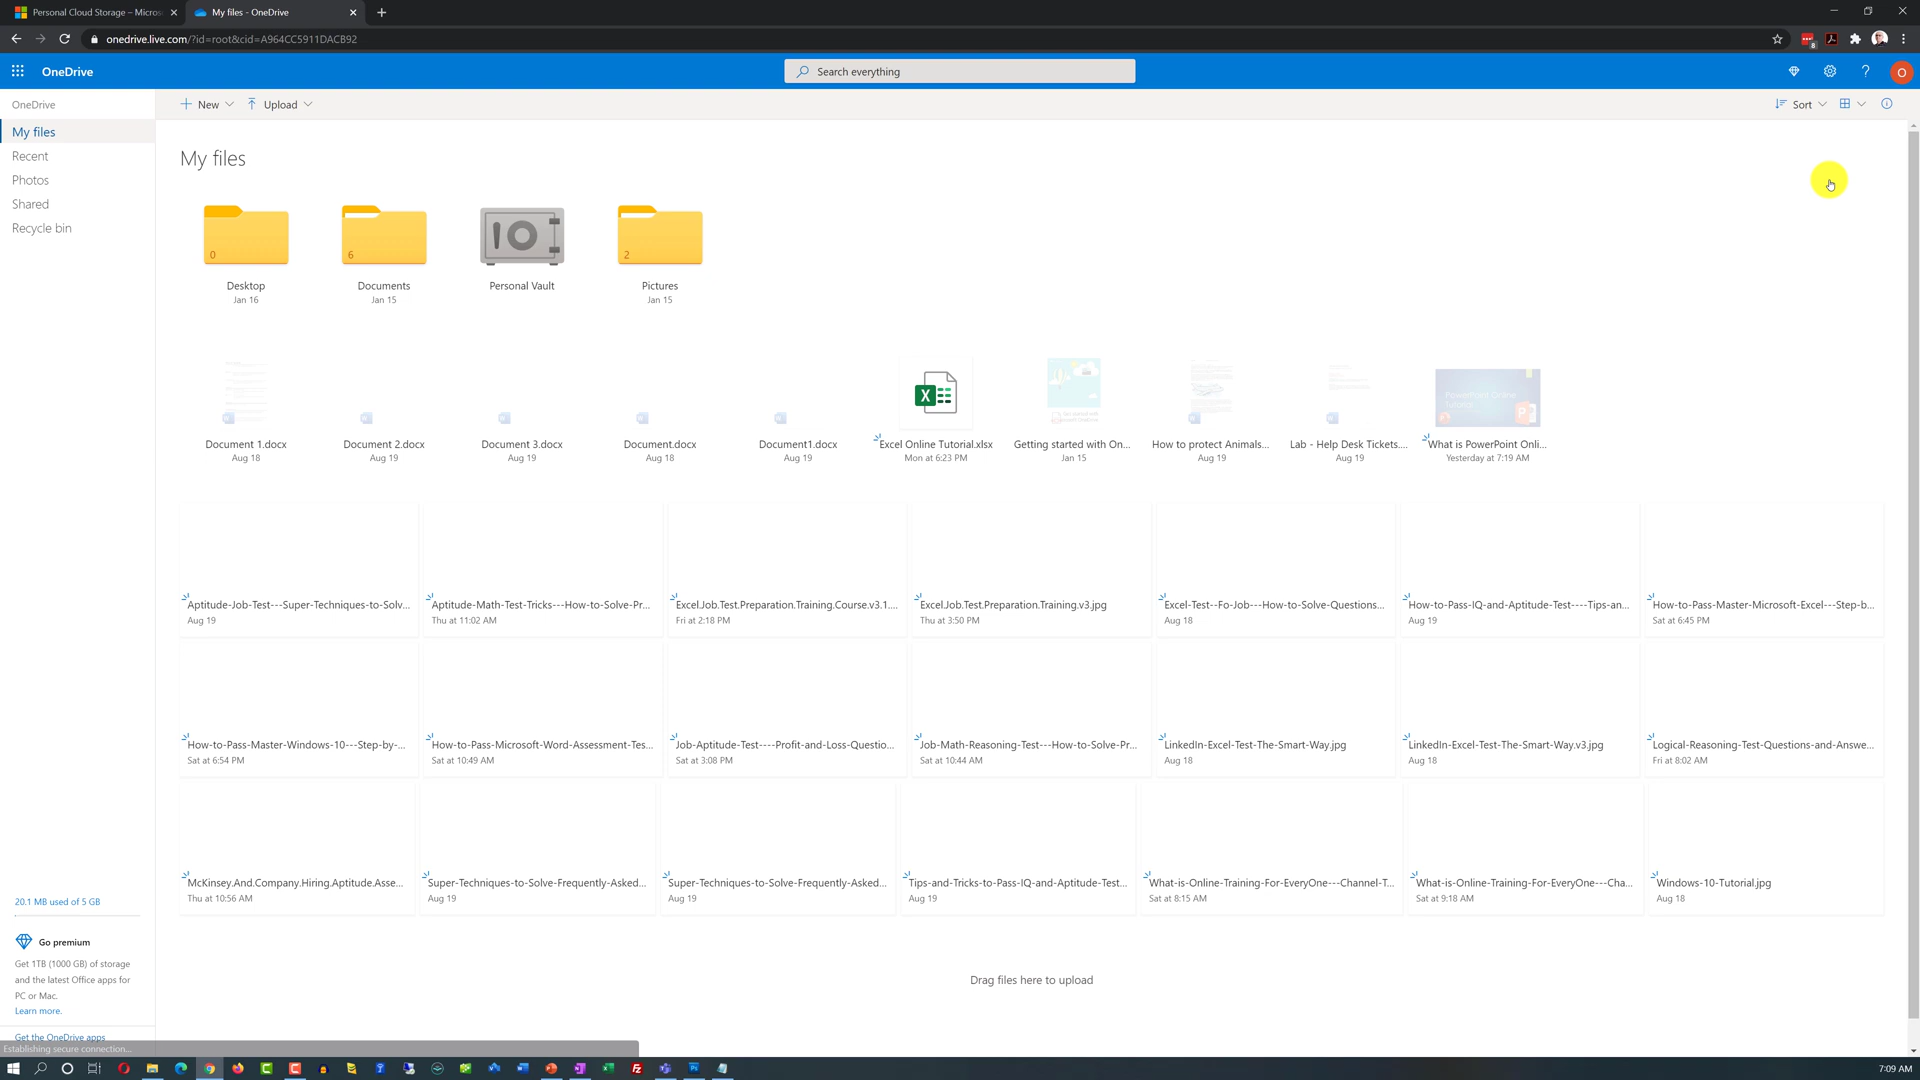 Personal Cloud Storage – Micros
My files - OneDrive
onedrive.live.com/?id=root&cid=A964CC5911DACB92
8
OneDrive
Search everything
O
OneDrive
New
Upload
Sort
My files
Recent
Photos
Shared
Recycle bin
My files
0
6
2
Desktop
Documents
Personal Vault
Pictures
Jan 16
Jan 15
Jan 15
PowerPoint Online
Tutorial
Document 1.docx
Document 2.docx
Document 3.docx
Document.docx
Document1.docx
Excel Online Tutorial.xlsx
Getting started with On...
How to protect Animals...
Lab - Help Desk Tickets....
What is PowerPoint Onli...
Aug 18
Aug 19
Aug 19
Aug 18
Aug 19
Mon at 6:23 PM
Jan 15
Aug 19
Aug 19
Yesterday at 7:19 AM
Aptitude-Job-Test---Super-Techniques-to-Solv...
Aptitude-Math-Test-Tricks---How-to-Solve-Pr...
Excel.Job.Test.Preparation.Training.Course.v3.1....
Excel.Job.Test.Preparation.Training.v3.jpg
Excel-Test--Fo-Job---How-to-Solve-Questions...
How-to-Pass-IQ-and-Aptitude-Test----Tips-an...
How-to-Pass-Master-Microsoft-Excel---Step-b...
Aug 19
Thu at 11:02 AM
Fri at 2:18 PM
Thu at 3:50 PM
Aug 18
Aug 19
Sat at 6:45 PM
How-to-Pass-Master-Windows-10---Step-by-...
How-to-Pass-Microsoft-Word-Assessment-Tes...
Job-Aptitude-Test----Profit-and-Loss-Questio...
Job-Math-Reasoning-Test---How-to-Solve-Pr...
LinkedIn-Excel-Test-The-Smart-Way.jpg
LinkedIn-Excel-Test-The-Smart-Way.v3.jpg
Logical-Reasoning-Test-Questions-and-Answe...
Sat at 6:54 PM
Sat at 10:49 AM
Sat at 3:08 PM
Sat at 10:44 AM
Aug 18
Aug 18
Fri at 8:02 AM
McKinsey.And.Company.Hiring.Aptitude.Asse...
Super-Techniques-to-Solve-Frequently-Asked...
Super-Techniques-to-Solve-Frequently-Asked...
Tips-and-Tricks-to-Pass-IQ-and-Aptitude-Test...
What-is-Online-Training-For-EveryOne---Channel-T...
What-is-Online-Training-For-EveryOne---Cha...
Windows-10-Tutorial.jpg
Thu at 10:56 AM
Aug 19
Aug 19
Aug 19
Sat at 8:15 AM
Sat at 9:18 AM
Aug 18
Drag files here to upload
20.1 MB used of 5 GB
Go premium
Get 1TB (1000 GB) of storage
and the latest Office apps for
PC or Mac.
Learn more.
Get the OneDrive apps
Establishing secure connection...
7:09 AM